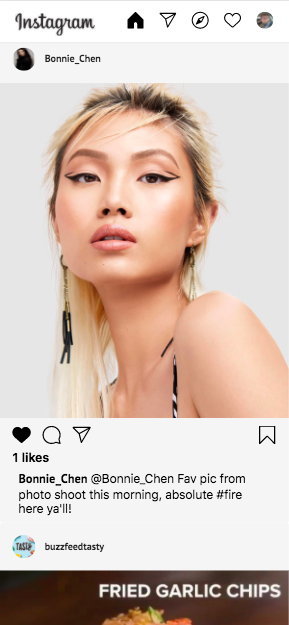 Instagram
Bonnie_Chen
1 likes
Bonnie_Chen @Bonnie_Chen Fav pic from
photo shoot this morning, absolute #fire
here ya'll!
TASTY
buzzfeedtasty
FRIED GARLIC CHIPS